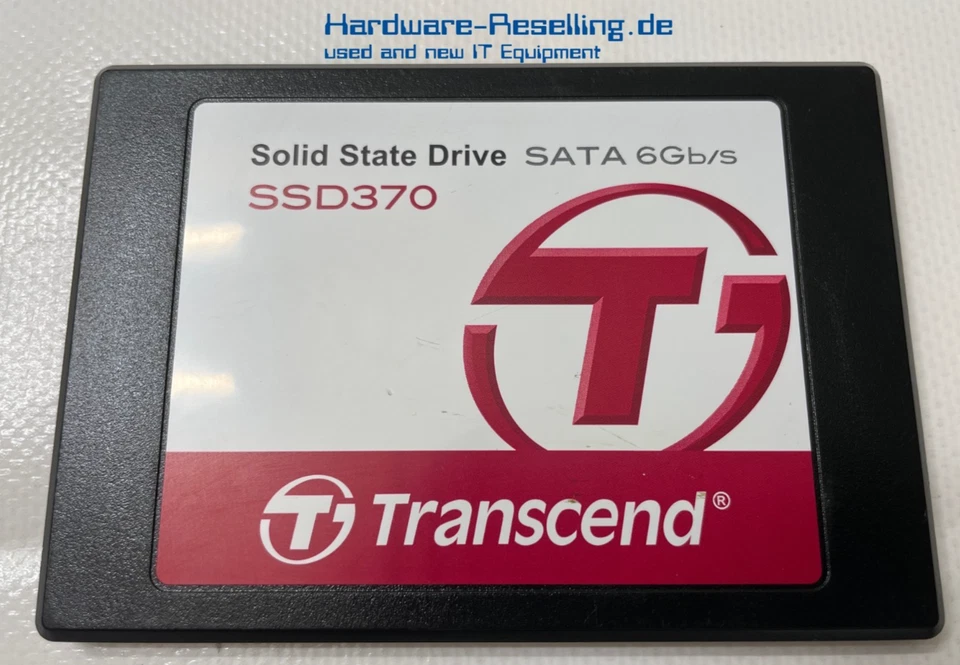 Hardware-Reselling.de
used and new IT Equipment
Solid State Drive SATA 6Gb/s
SSD370
Transcend®